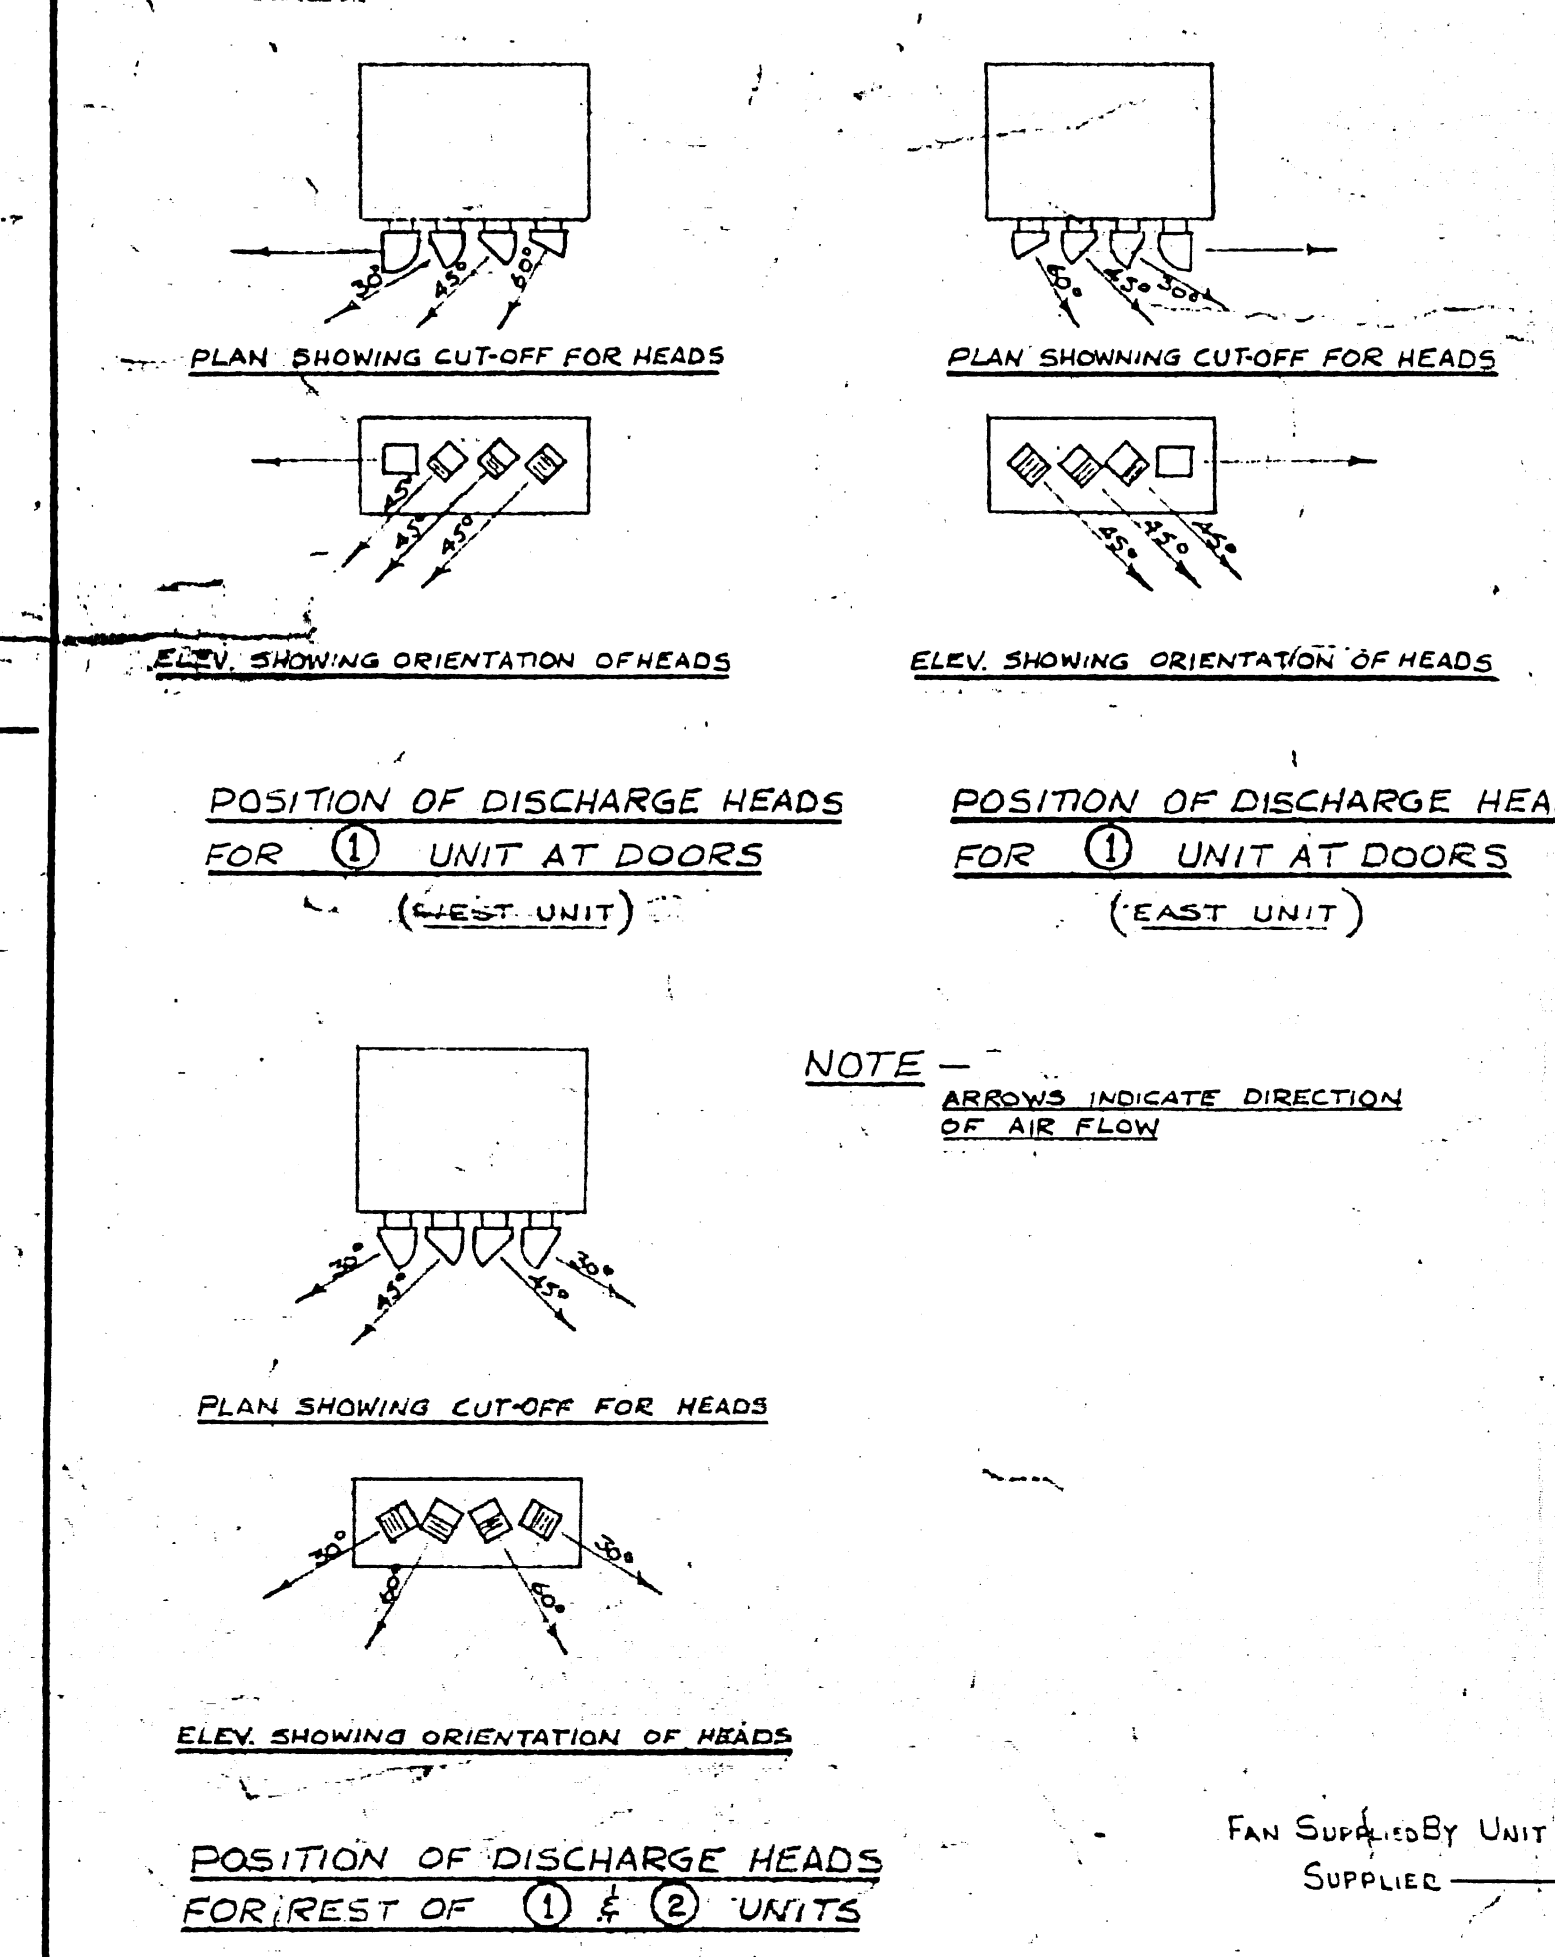 30° 45° 60°
60° 45° 30°
PLAN SHOWING CUT-OFF FOR HEADS
PLAN SHOWNING CUT-OFF FOR HEADS
45° 45° 45°
45° 45° 45°
ELEV. SHOWING ORIENTATION OF HEADS
ELEV. SHOWING ORIENTATION OF HEADS
POSITION OF DISCHARGE HEADS
FOR 1 UNIT AT DOORS
(WEST UNIT)
POSITION OF DISCHARGE HEA
FOR 1 UNIT AT DOORS
(EAST UNIT)
NOTE —
ARROWS INDICATE DIRECTION
OF AIR FLOW
30° 45° 45° 30°
PLAN SHOWING CUT-OFF FOR HEADS
30° 60° 60° 30°
ELEV. SHOWING ORIENTATION OF HEADS
POSITION OF DISCHARGE HEADS
FOR REST OF 1 & 2 UNITS
FAN SUPPLIED BY UNIT
SUPPLIER